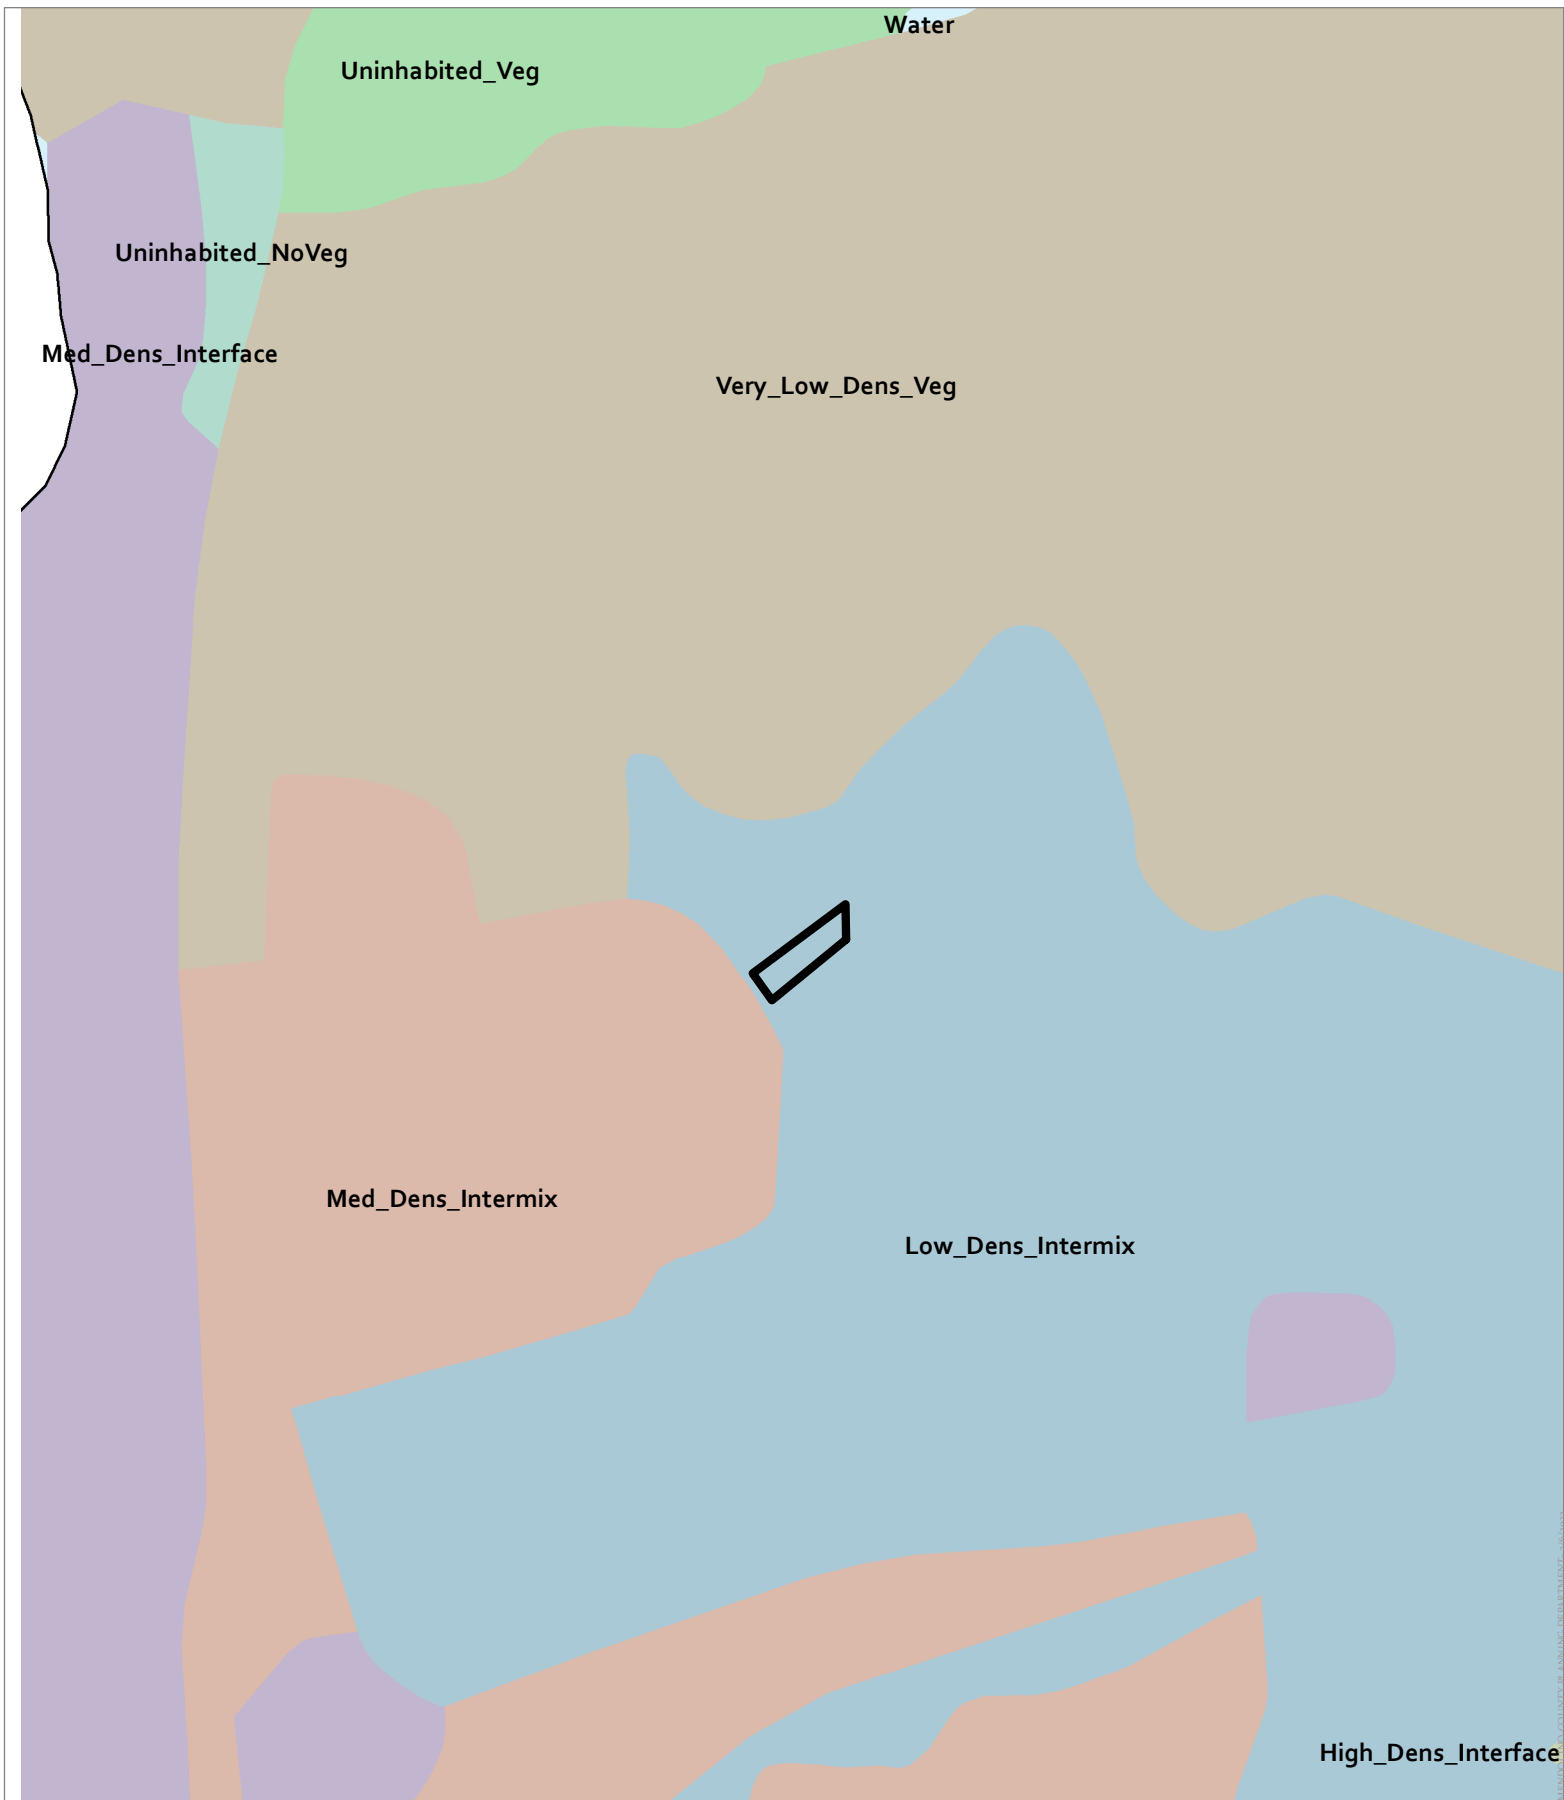 Water
Uninhabited_Veg
Uninhabited_NoVeg
Med_Dens_Interface
Very_Low_Dens_Veg
Med_Dens_Intermix
Low_Dens_Intermix
High_Dens_Interface